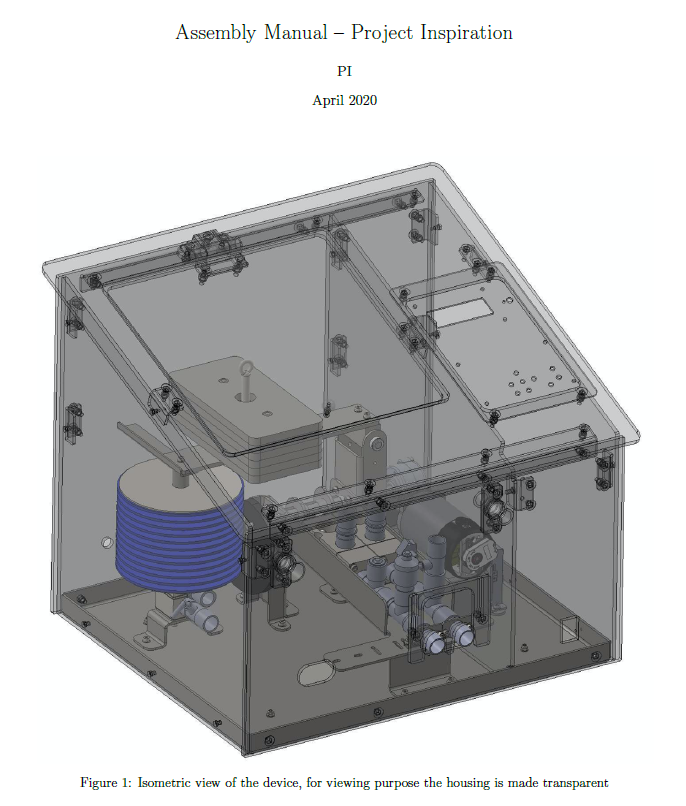 Assembly Manual – Project Inspiration
PI
April 2020
Figure 1: Isometric view of the device, for viewing purpose the housing is made transparent